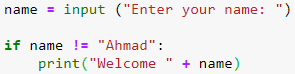 name = input ("Enter your name: ")
if name != "Ahmad":
    print("Welcome " + name)